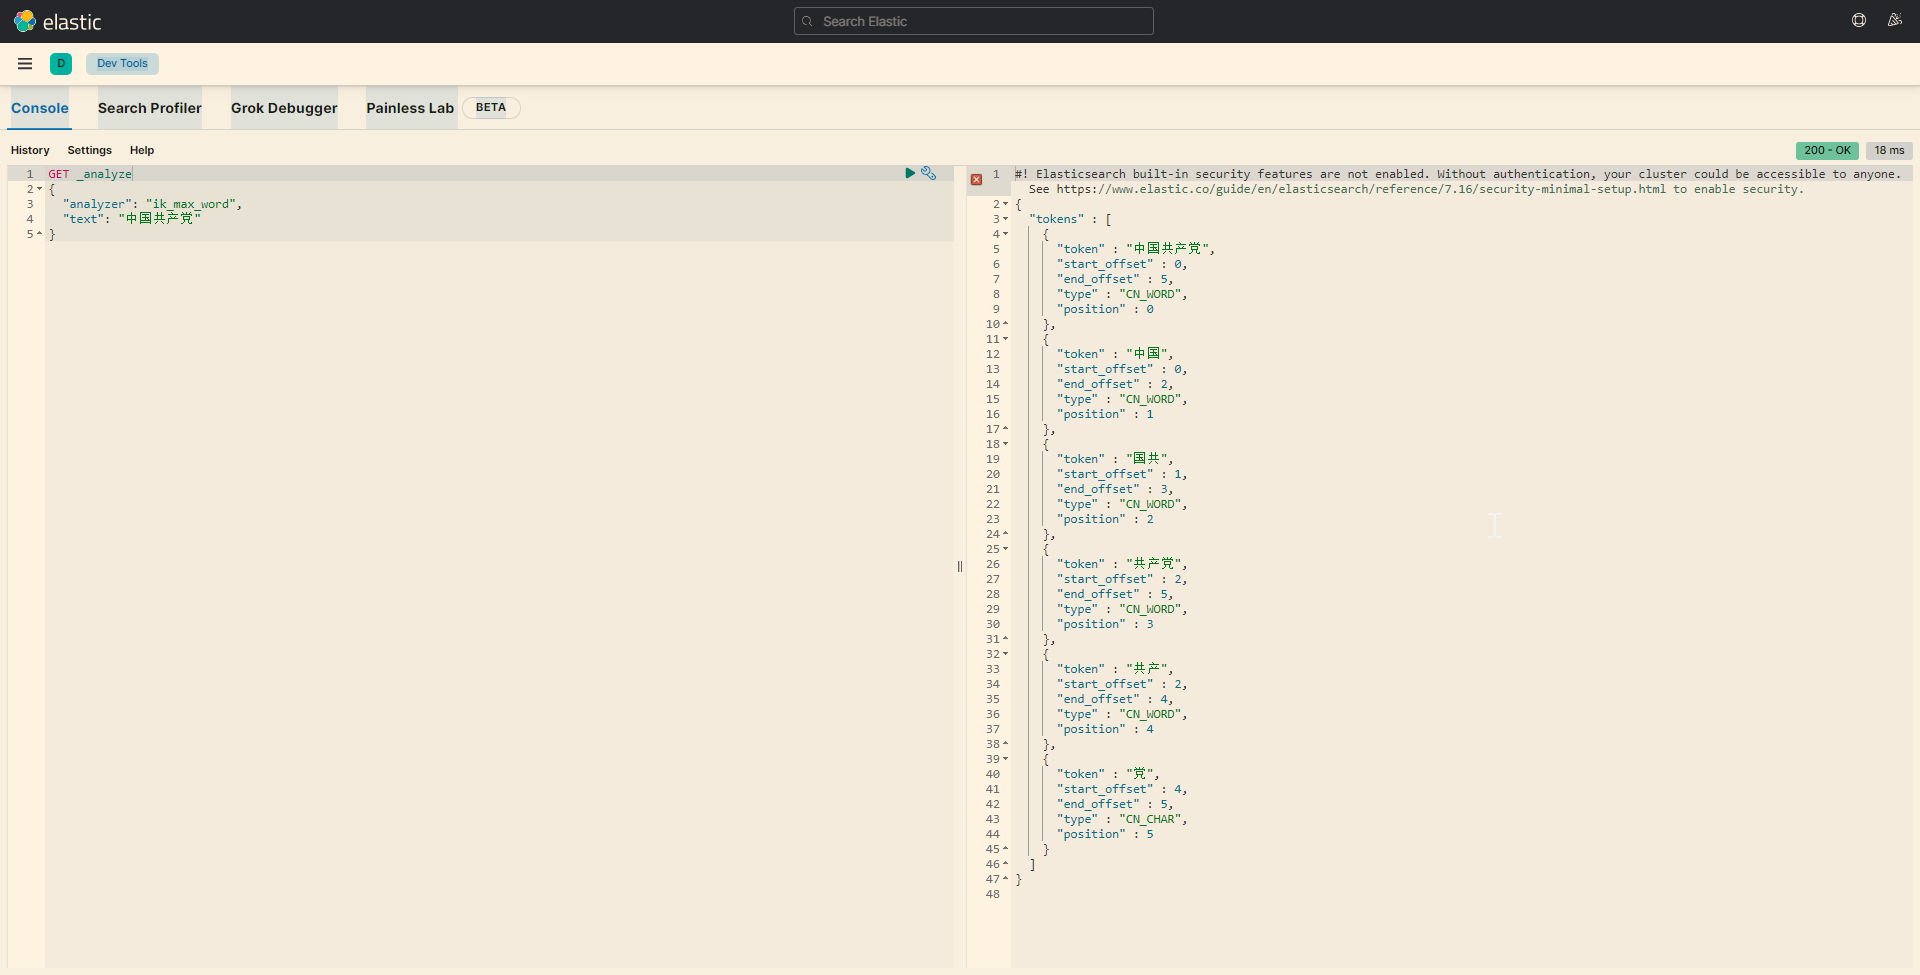 elastic
Search Elastic
D
Dev Tools
Console
Search Profiler
Grok Debugger
Painless Lab
BETA
History
Settings
Help
200 - OK
18 ms
1 GET _analyze
2 {
3 "analyzer": "ik_max_word",
4 "text": "中国共产党"
5 }
1 #! Elasticsearch built-in security features are not enabled. Without authentication, your cluster could be accessible to anyone.
See https://www.elastic.co/guide/en/elasticsearch/reference/7.16/security-minimal-setup.html to enable security.
2 {
3 "tokens" : [
4 {
5 "token" : "中国共产党",
6 "start_offset" : 0,
7 "end_offset" : 5,
8 "type" : "CN_WORD",
9 "position" : 0
10 },
11 {
12 "token" : "中国",
13 "start_offset" : 0,
14 "end_offset" : 2,
15 "type" : "CN_WORD",
16 "position" : 1
17 },
18 {
19 "token" : "国共",
20 "start_offset" : 1,
21 "end_offset" : 3,
22 "type" : "CN_WORD",
23 "position" : 2
24 },
25 {
26 "token" : "共产党",
27 "start_offset" : 2,
28 "end_offset" : 5,
29 "type" : "CN_WORD",
30 "position" : 3
31 },
32 {
33 "token" : "共产",
34 "start_offset" : 2,
35 "end_offset" : 4,
36 "type" : "CN_WORD",
37 "position" : 4
38 },
39 {
40 "token" : "党",
41 "start_offset" : 4,
42 "end_offset" : 5,
43 "type" : "CN_CHAR",
44 "position" : 5
45 }
46 ]
47 }
48